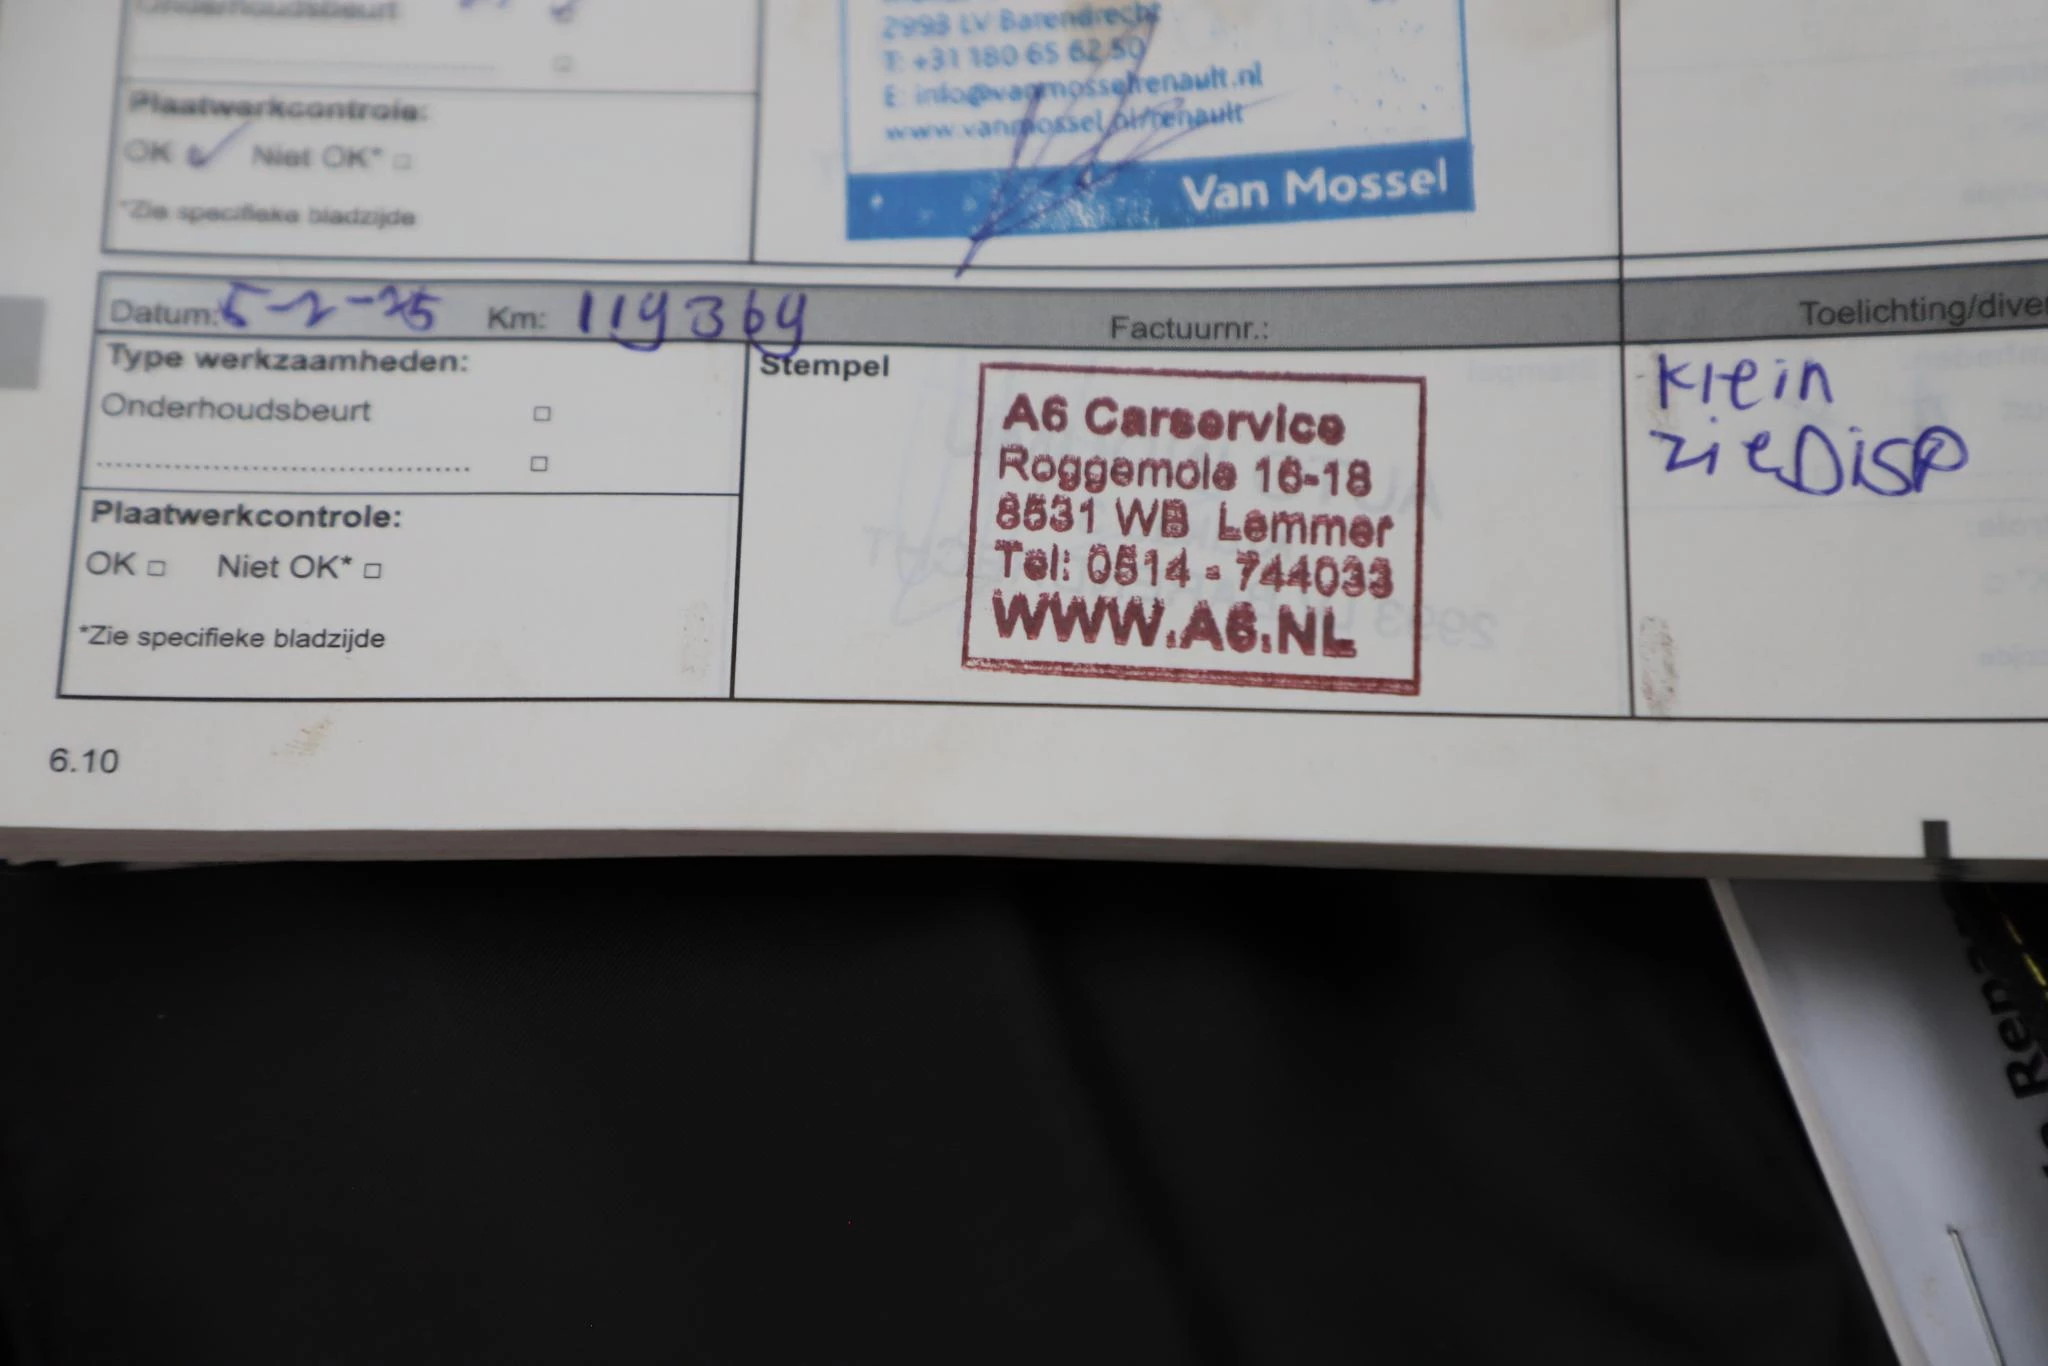 Onderhoudsbeurt
2993 LV Barendrecht
T: +31 180 65 62 50
E: info@vanmosselrenault.nl
www.vanmossel.nl/renault
Van Mossel
Plaatwerkcontrole:
OK Niet OK*
*Zie specifieke bladzijde
Datum: 5-2-25 Km: 119369 Factuurnr.: Toelichting/dive
Type werkzaamheden:
Onderhoudsbeurt
Plaatwerkcontrole:
OK Niet OK*
*Zie specifieke bladzijde
Stempel
A6 Carservice
Roggemole 16-18
8531 WB Lemmer
Tel: 0514 - 744033
WWW.A6.NL
Klein
zie DISP
6.10